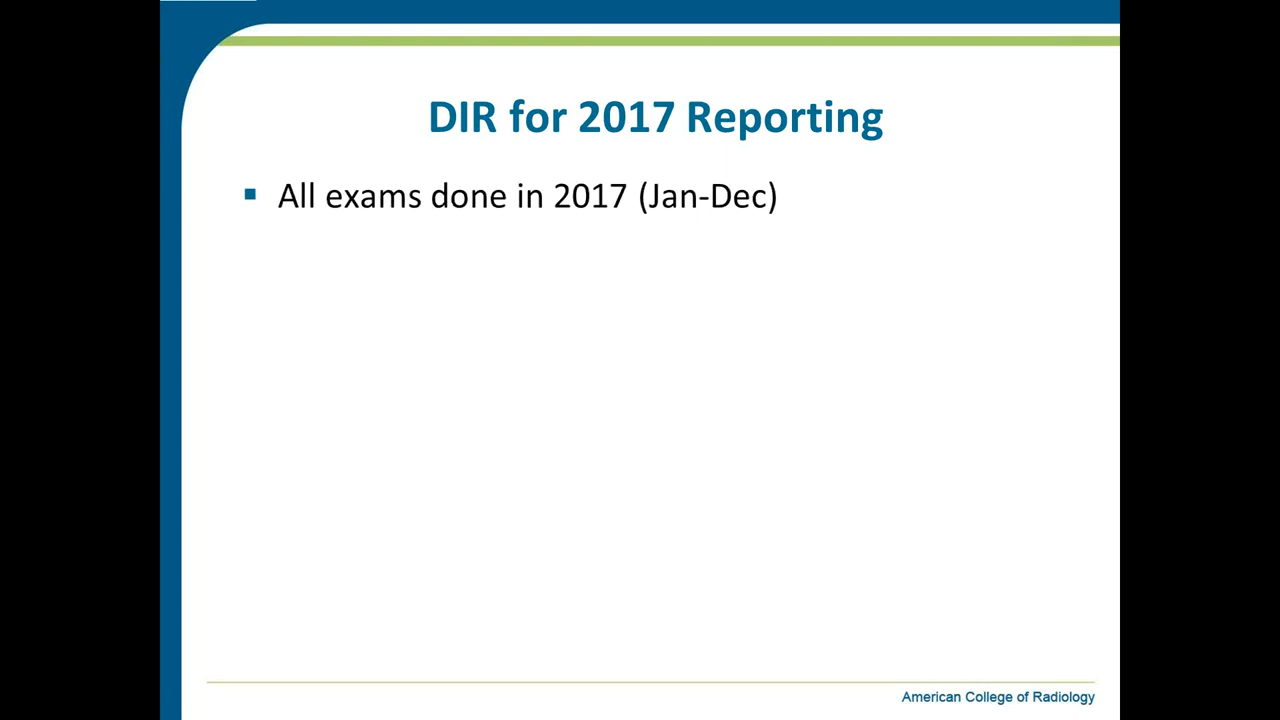 DIR for 2017 Reporting
All exams done in 2017 (Jan-Dec)
American College of Radiology